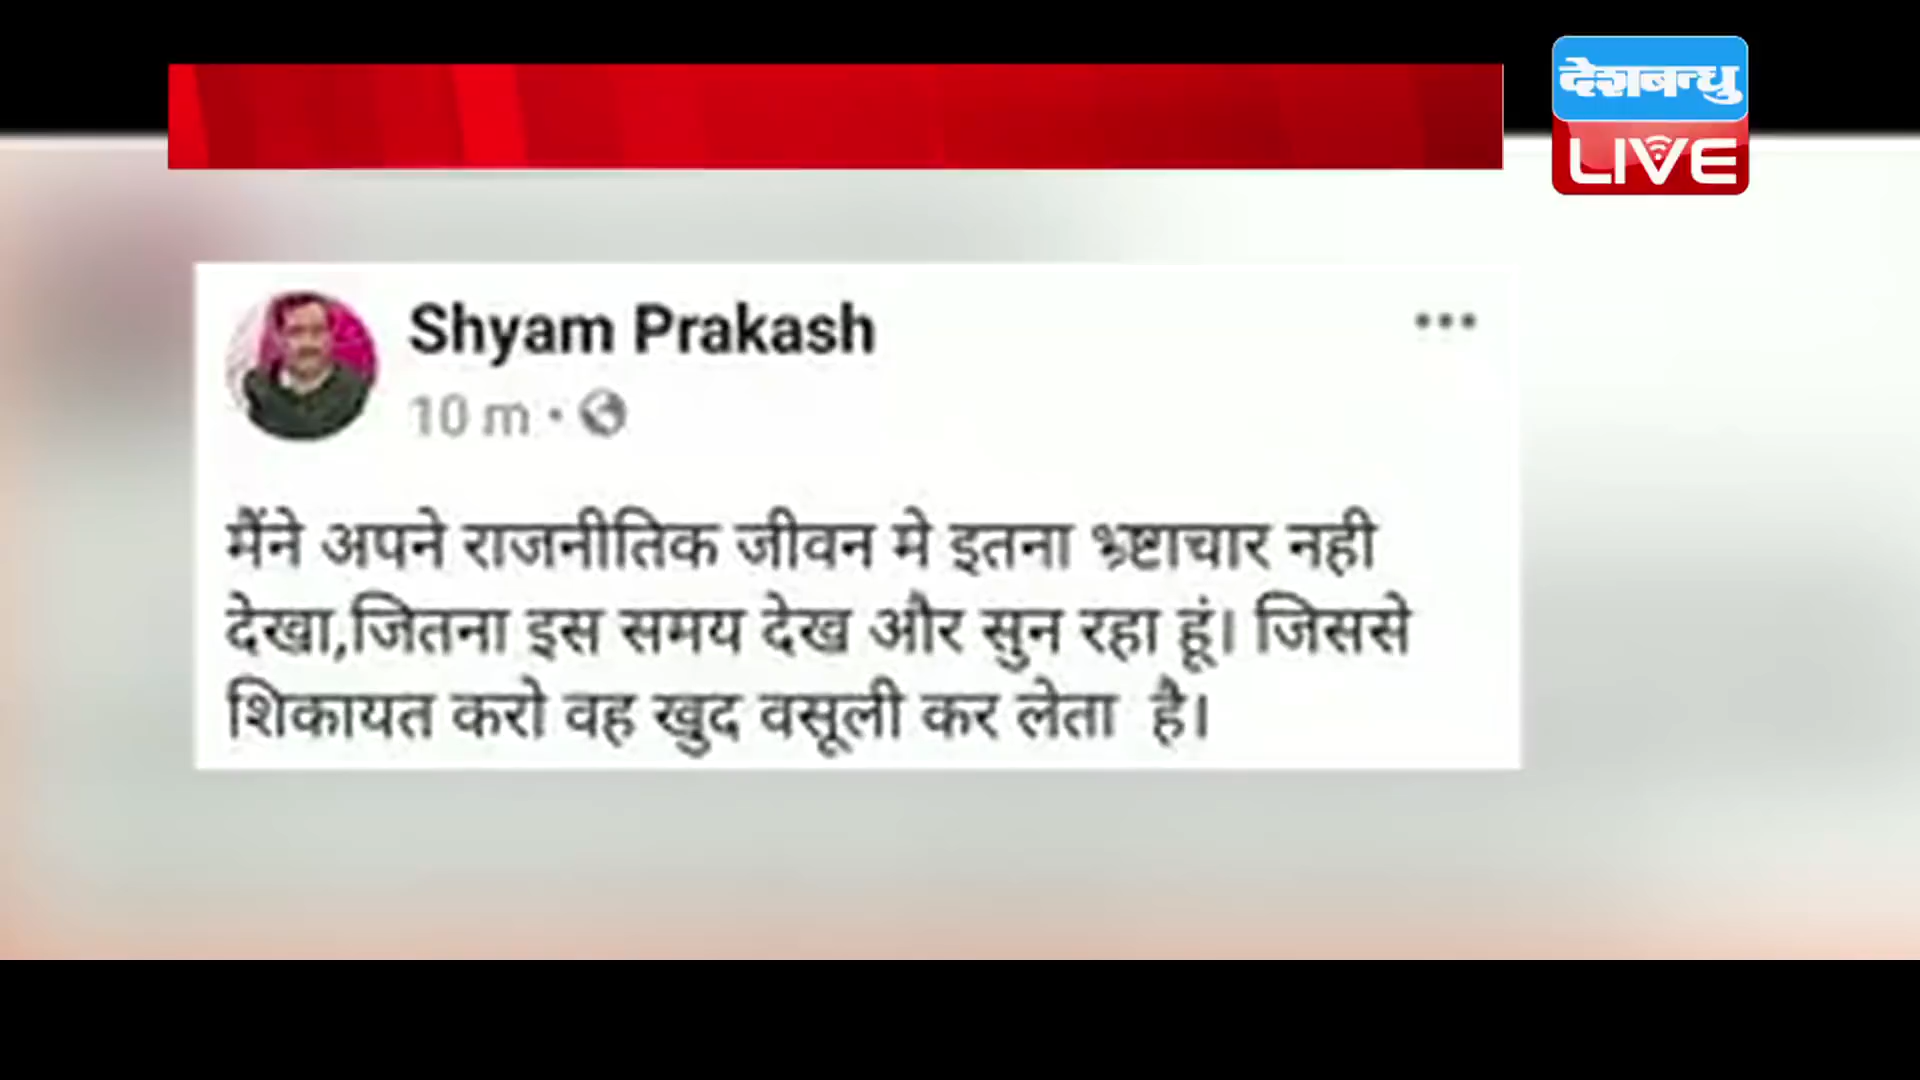 देशबन्धु
LIVE
Shyam Prakash
10 m
मैंने अपने राजनीतिक जीवन मे इतना भ्रष्टाचार नही
देखा,जितना इस समय देख और सुन रहा हूं। जिससे
शिकायत करो वह खुद वसूली कर लेता है।